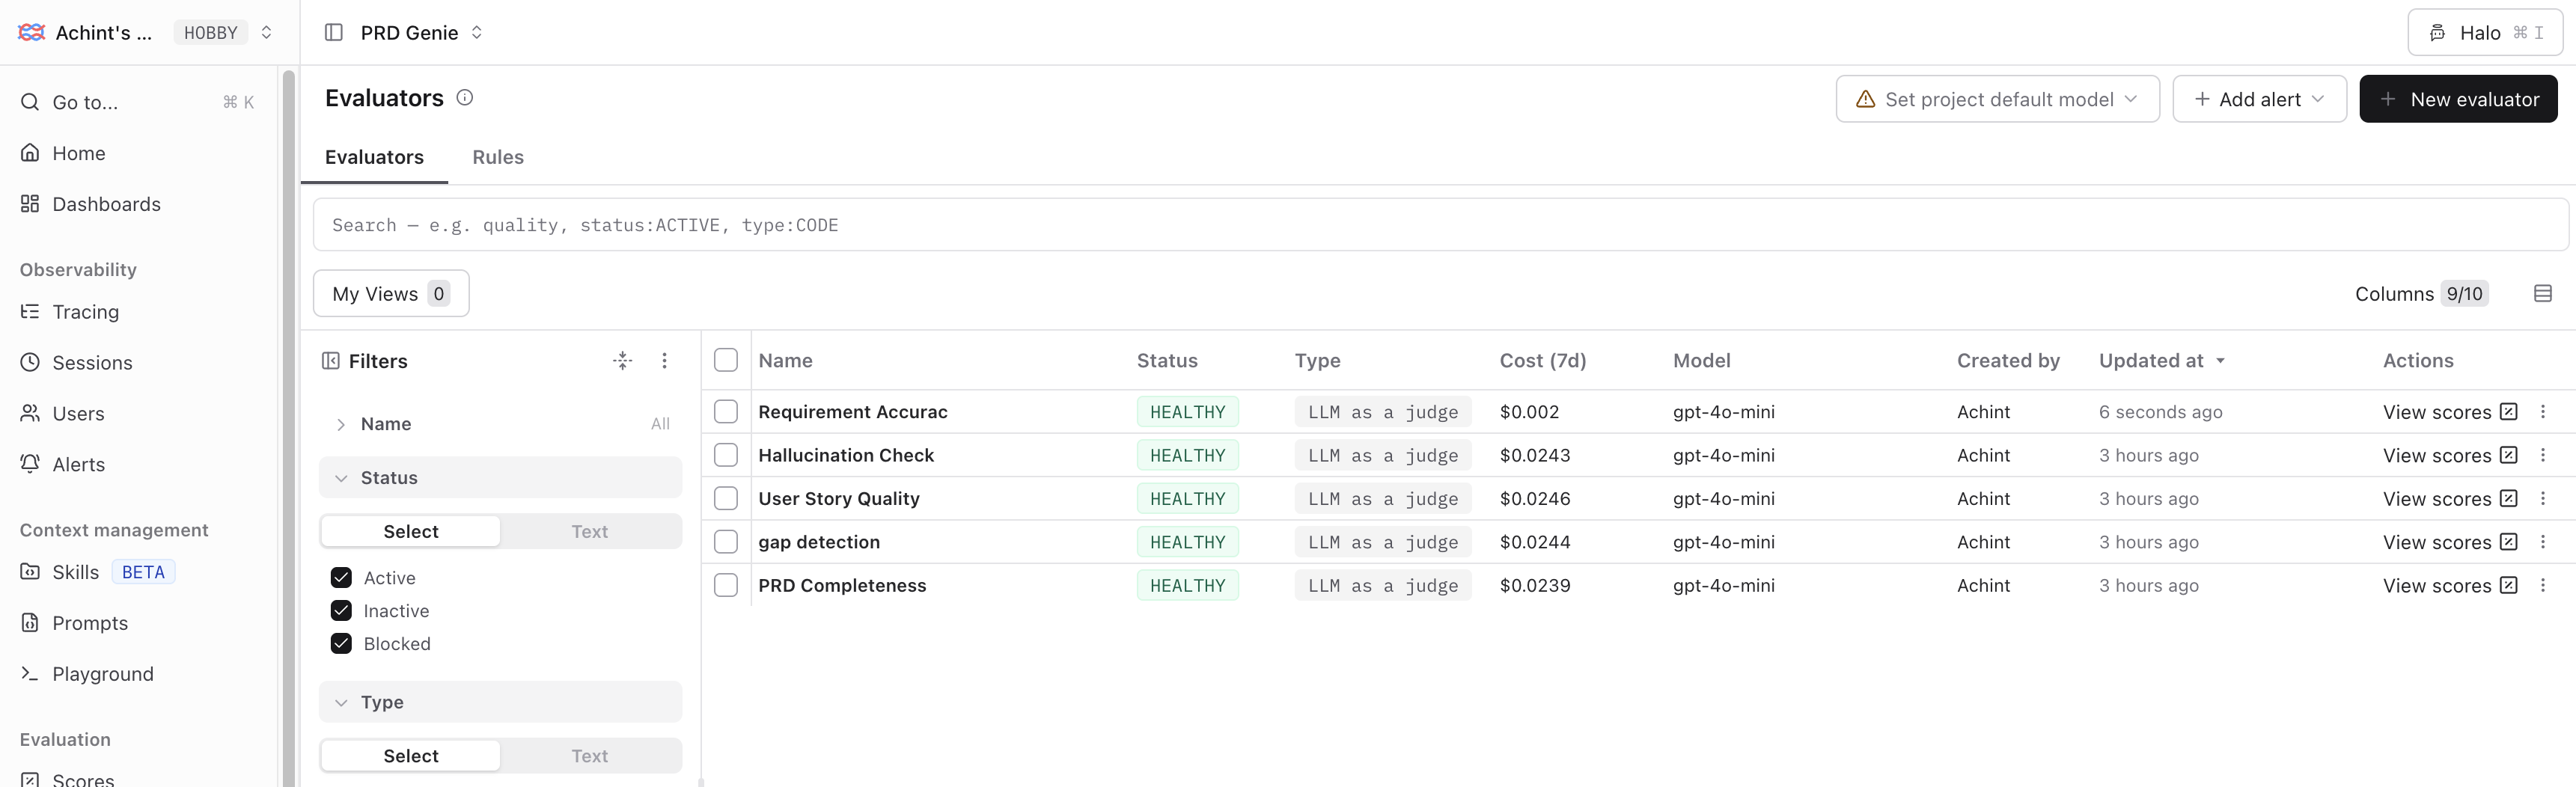 Achint's ... HOBBY
PRD Genie
Halo ⌘ I
Go to... ⌘ K
Home
Dashboards
Observability
Tracing
Sessions
Users
Alerts
Context management
Skills BETA
Prompts
Playground
Evaluation
Scores
Evaluators
Set project default model
+ Add alert
+ New evaluator
Evaluators Rules
Search – e.g. quality, status:ACTIVE, type:CODE
My Views 0
Columns 9/10
Filters
Name All
Status
Select Text
Active
Inactive
Blocked
Type
Select Text
Name Status Type Cost (7d) Model Created by Updated at Actions
Requirement Accurac HEALTHY LLM as a judge $0.002 gpt-4o-mini Achint 6 seconds ago View scores
Hallucination Check HEALTHY LLM as a judge $0.0243 gpt-4o-mini Achint 3 hours ago View scores
User Story Quality HEALTHY LLM as a judge $0.0246 gpt-4o-mini Achint 3 hours ago View scores
gap detection HEALTHY LLM as a judge $0.0244 gpt-4o-mini Achint 3 hours ago View scores
PRD Completeness HEALTHY LLM as a judge $0.0239 gpt-4o-mini Achint 3 hours ago View scores